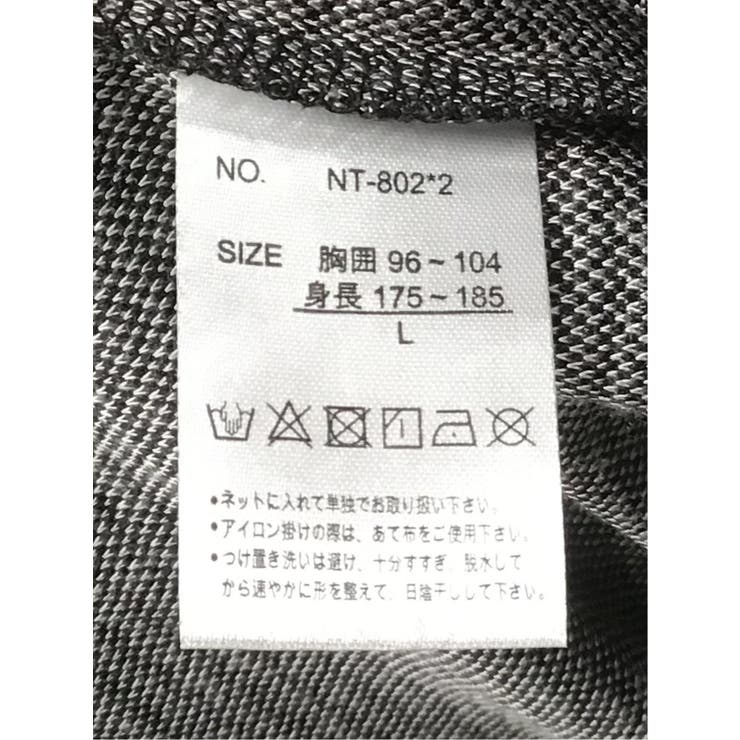 NO. NT-802*2
SIZE 胸囲 96~104
身長 175~185
L
•ネットに入れて単独でお取り扱い下さい。
•アイロン掛けの際は、あて布をご使用下さい。
•つけ置き洗いは避け、十分すすぎ、脱水して
から速やかに形を整えて、日陰干しして下さい。